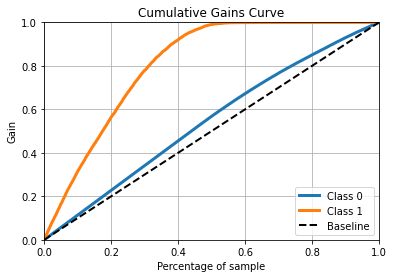 Cumulative Gains Curve
Gain
1.0
0.8
0.6
0.4
0.2
0.0
Class 0
Class 1
Baseline
0.0 0.2 0.4 0.6 0.8 1.0
Percentage of sample